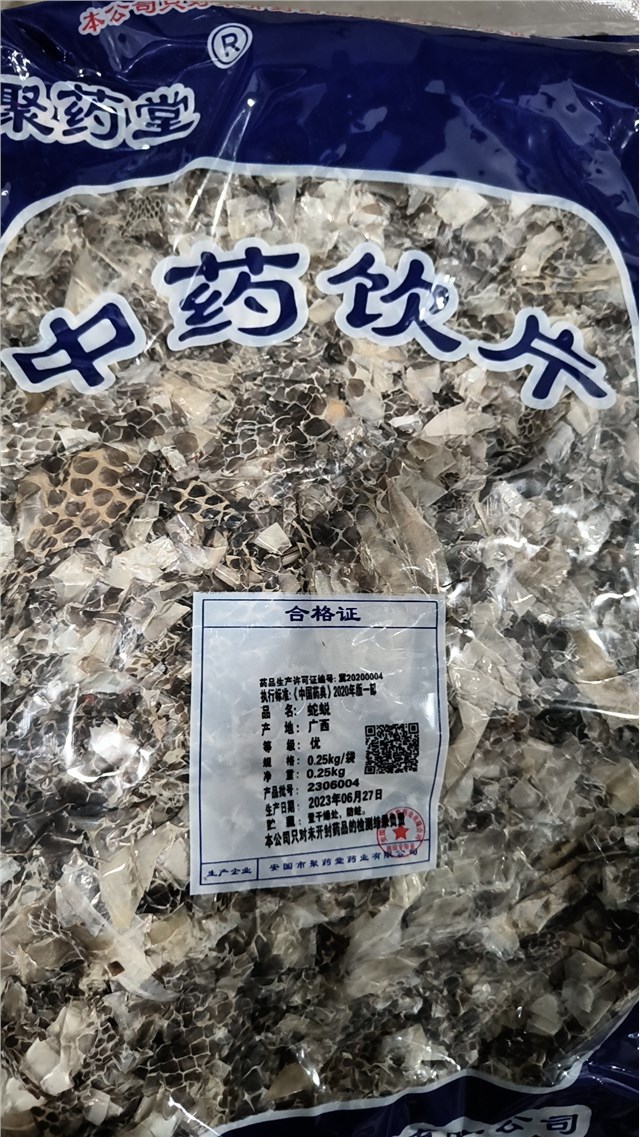 本公司只对
®
聚药堂
中药饮片
合格证
药品生产许可证编号: 冀20200004
执行标准:《中国药典》2020年版一部
品 名: 蛇蜕
产 地: 广西
等 级: 优
规 格: 0.25kg/袋
净 重: 0.25kg
产品批号: 2306004
生产日期: 2023年06月27日
贮 藏: 置干燥处, 防蛀。
本公司只对未开封药品的检测结果负责
生产企业 安国市聚药堂药业有限公司
公司